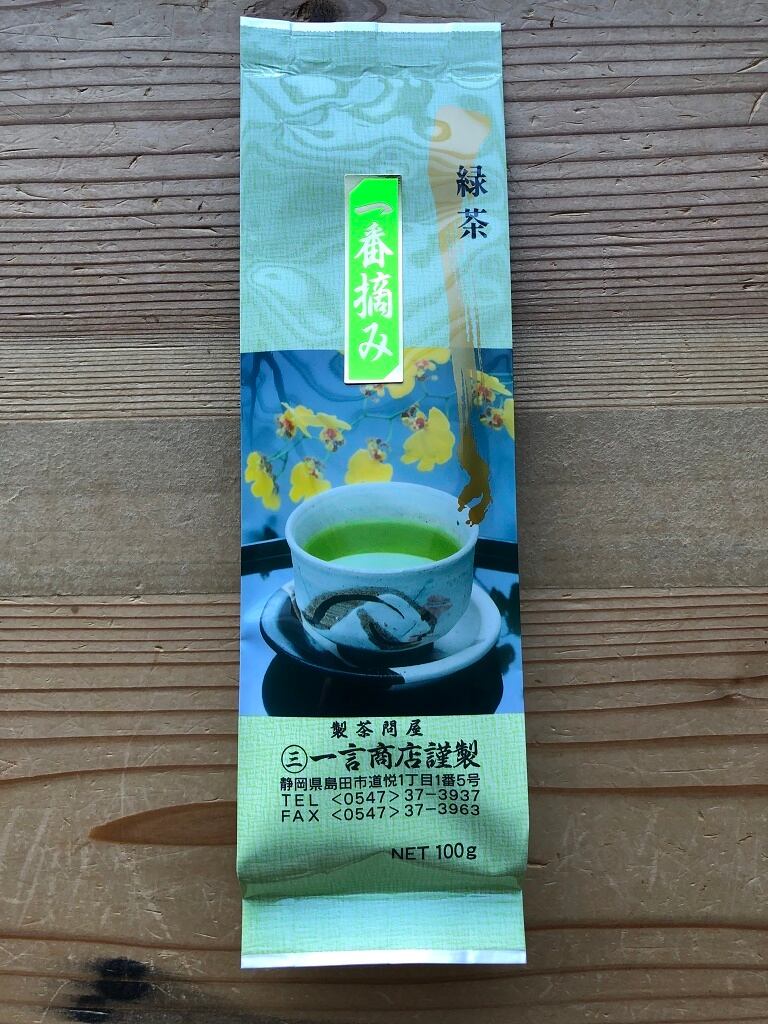 緑茶
一番摘み
製茶問屋
㊂一言商店謹製
静岡県島田市道悦1丁目1番5号
TEL <0547>37-3937
FAX <0547>37-3963
NET 100g